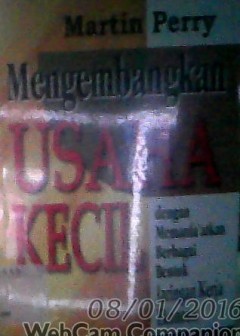 Martin Perry
Mengembangkan
USAHA
KECIL
dengan
Memanfaatkan
Berbagai
Bentuk
Jaringan Kerja
08/01/2016
WebCam Companion